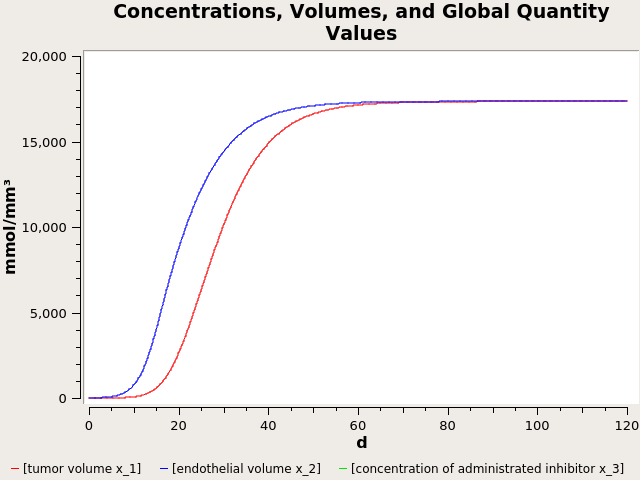 Concentrations, Volumes, and Global Quantity
Values
20,000
15,000
10,000
5,000
0
mmol/mm³
0 20 40 60 80 100 120
d
[tumor volume x_1] [endothelial volume x_2] [concentration of administrated inhibitor x_3]